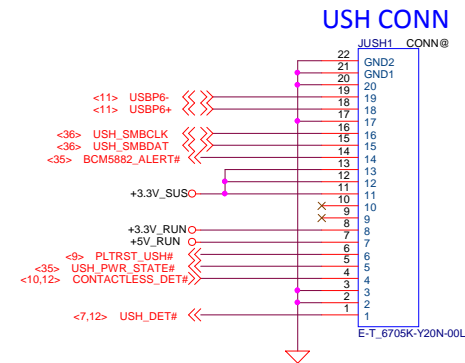 USH CONN
JUSH1 CONN@
22 GND2
21 GND1
20 20
<11> USBP6- 19 19
<11> USBP6+ 18 18
17 17
<36> USH_SMBCLK 16 16
<36> USH_SMBDAT 15 15
<35> BCM5882_ALERT# 14 14
13 13
12 12
+3.3V_SUS 11 11
10 10
9 9
+3.3V_RUN 8 8
+5V_RUN 7 7
<9> PLTRST_USH# 6 6
<35> USH_PWR_STATE# 5 5
<10,12> CONTACTLESS_DET# 4 4
3 3
2 2
<7,12> USH_DET# 1 1
E-T_6705K-Y20N-00L